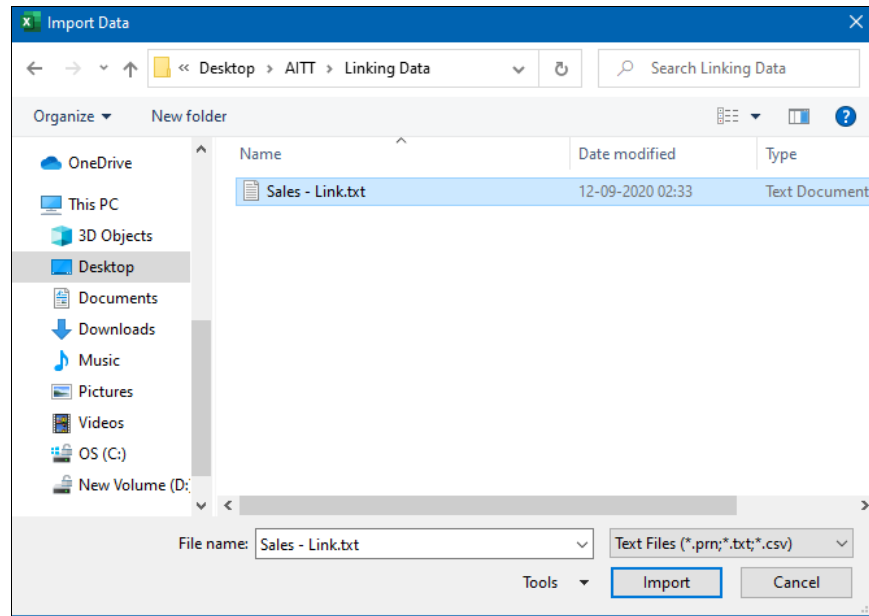 Import Data
« Desktop > AITT > Linking Data
Search Linking Data
Organize
New folder
Name
Date modified
Type
OneDrive
Sales - Link.txt
12-09-2020 02:33
Text Document
This PC
3D Objects
Desktop
Documents
Downloads
Music
Pictures
Videos
OS (C:)
New Volume (D:
File name:
Sales - Link.txt
Text Files (*.prn;*.txt;*.csv)
Tools
Import
Cancel